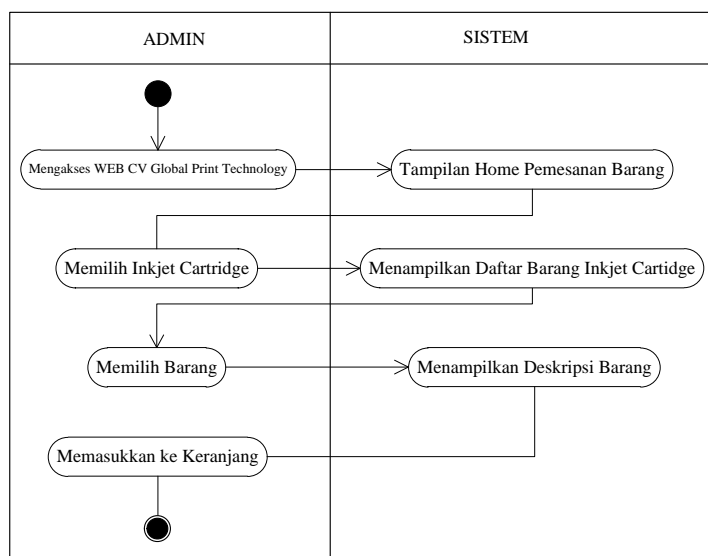 ADMIN
SISTEM
Mengakses WEB CV Global Print Technology
Tampilan Home Pemesanan Barang
Memilih Inkjet Cartridge
Menampilkan Daftar Barang Inkjet Cartidge
Memilih Barang
Menampilkan Deskripsi Barang
Memasukkan ke Keranjang